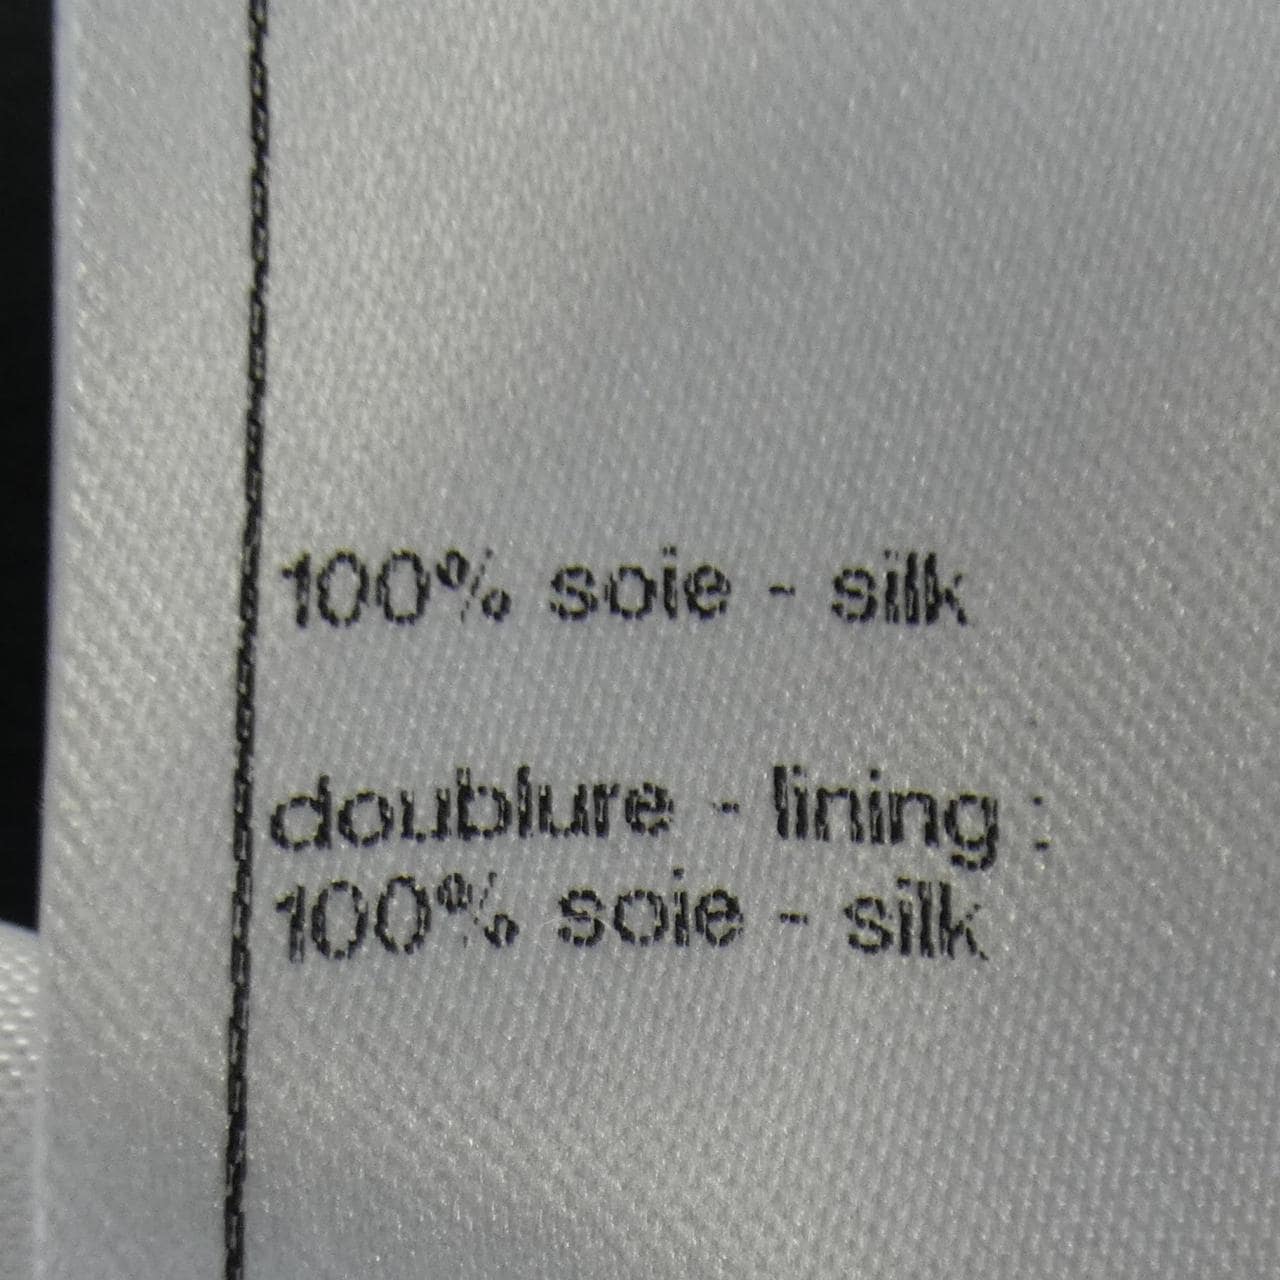 100% soie - silk
doublure - lining :
100% soie - silk